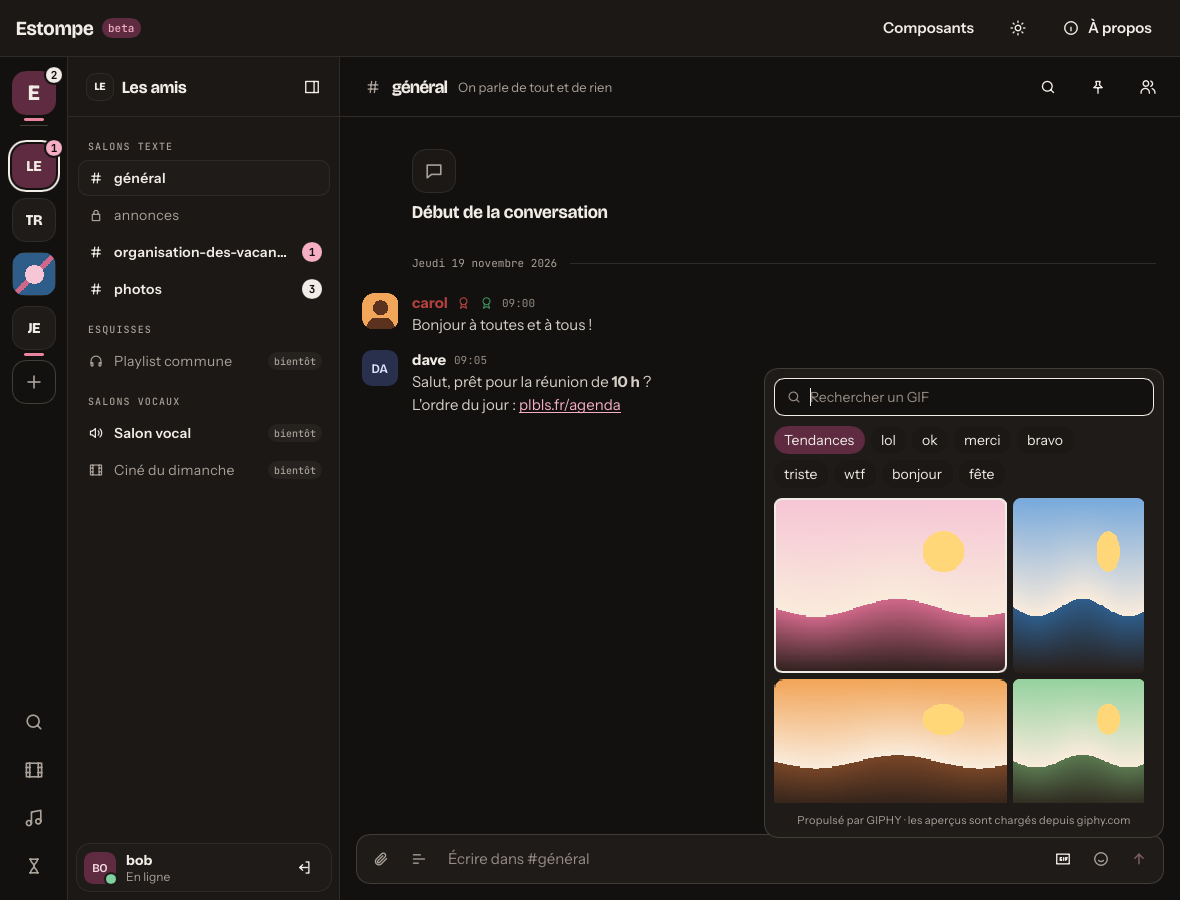 Estompe beta
Composants
À propos
E 2
LE 1
TR
JE
LE Les amis
SALONS TEXTE
# général
annonces
# organisation-des-vacan… 1
# photos 3
ESQUISSES
Playlist commune bientôt
SALONS VOCAUX
Salon vocal bientôt
Ciné du dimanche bientôt
BO bob
En ligne
# général On parle de tout et de rien
Début de la conversation
Jeudi 19 novembre 2026
carol 09:00
Bonjour à toutes et à tous !
DA dave 09:05
Salut, prêt pour la réunion de 10 h ?
L'ordre du jour : plbls.fr/agenda
Rechercher un GIF
Tendances lol ok merci bravo
triste wtf bonjour fête
Propulsé par GIPHY · les aperçus sont chargés depuis giphy.com
Écrire dans #général
GIF